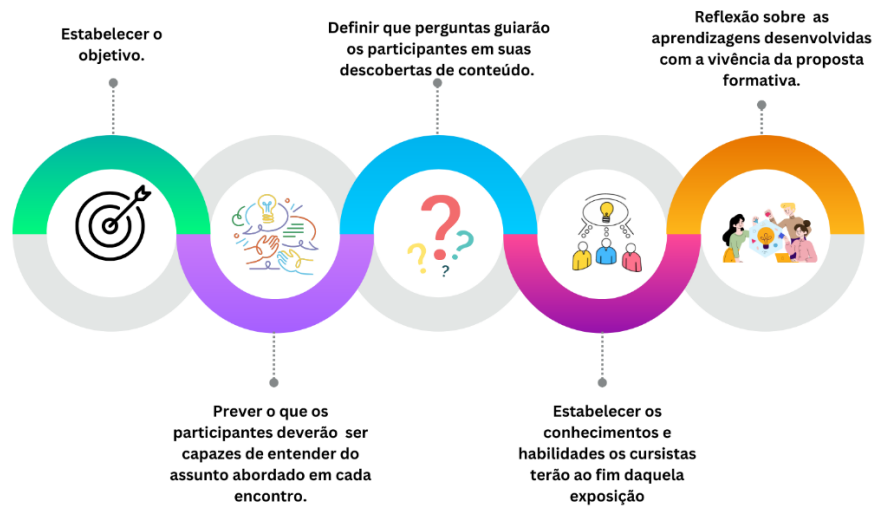 Estabelecer o
objetivo.
Prever o que os
participantes deverão ser
capazes de entender do
assunto abordado em cada
encontro.
Definir que perguntas guiarão
os participantes em suas
descobertas de conteúdo.
Estabelecer os
conhecimentos e
habilidades os cursistas
terão ao fim daquela
exposição
Reflexão sobre as
aprendizagens desenvolvidas
com a vivência da proposta
formativa.